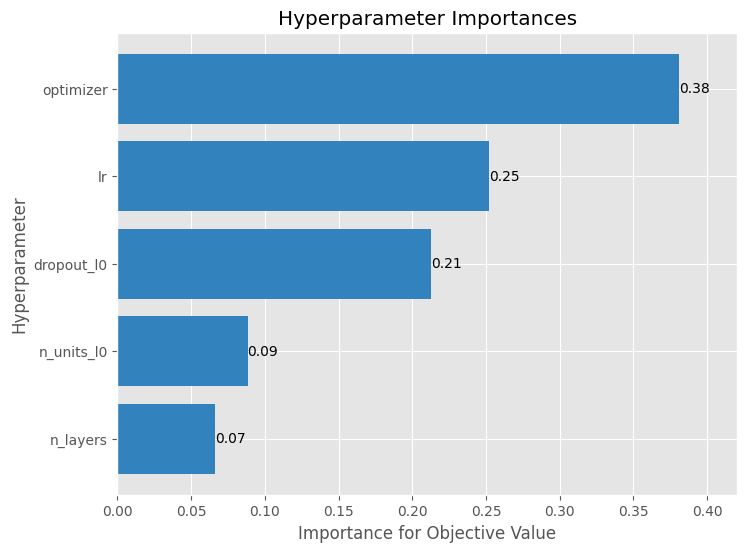 Hyperparameter Importances
Hyperparameter
optimizer
0.38
lr
0.25
dropout_l0
0.21
n_units_l0
0.09
n_layers
0.07
0.00 0.05 0.10 0.15 0.20 0.25 0.30 0.35 0.40
Importance for Objective Value